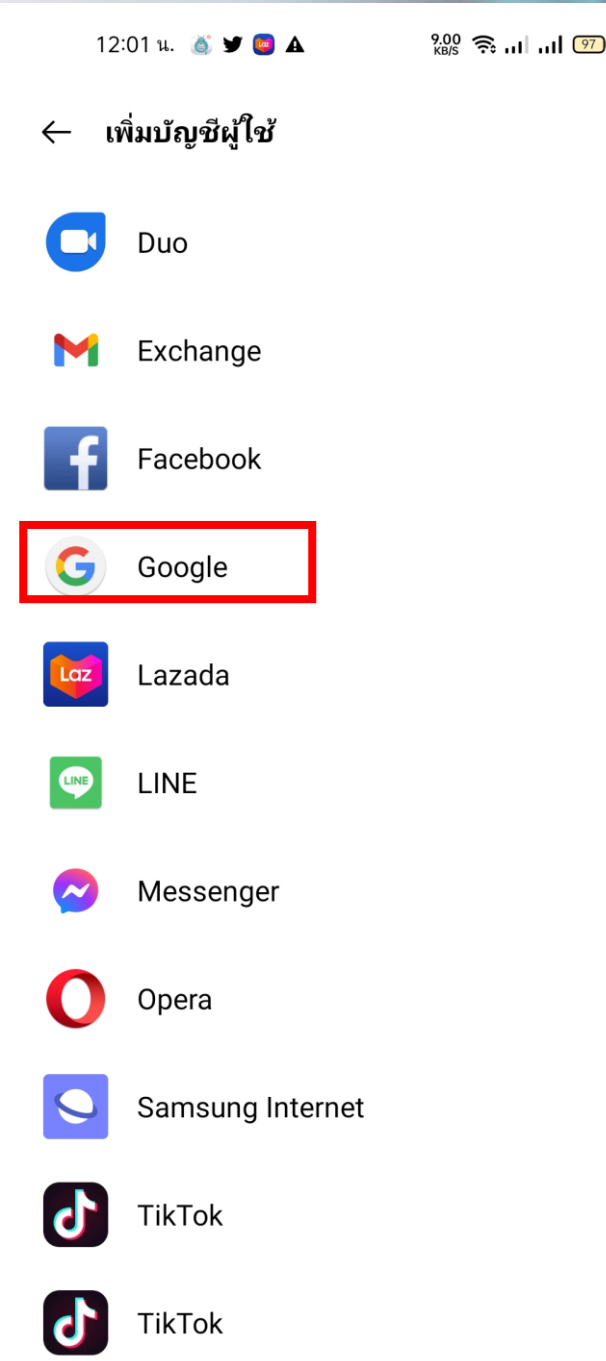 12:01 น. 9.00 KB/S 97
เพิ่มบัญชีผู้ใช้
Duo
Exchange
Facebook
Google
Laz Lazada
LINE LINE
Messenger
Opera
Samsung Internet
TikTok
TikTok